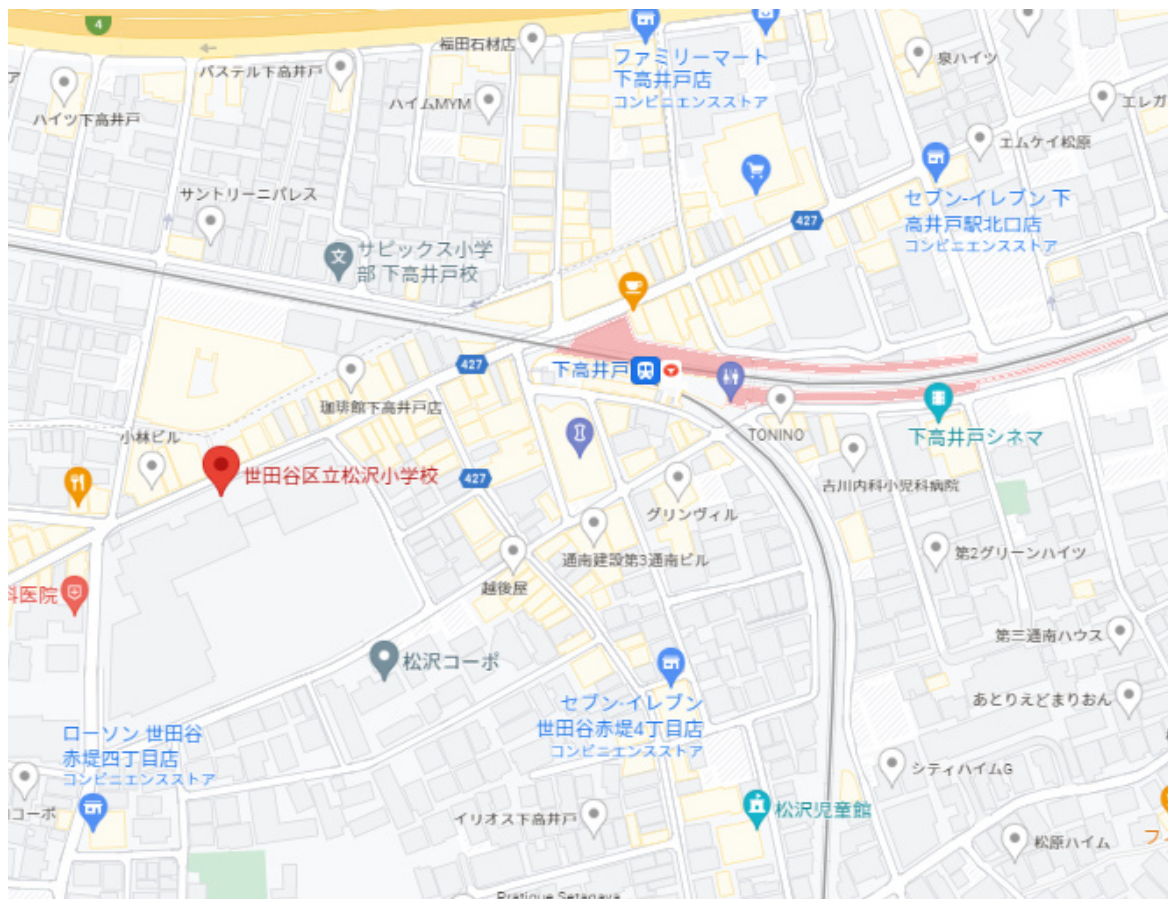 4
福田石材店
ファミリーマート
下高井戸店
コンビニエンスストア
パステル下高井戸
泉ハイツ
ハイツ下高井戸
ハイムMYM
エレガ
エムケイ松原
サントリーニパレス
セブン-イレブン 下
高井戸駅北口店
コンビニエンスストア
427
サピックス小学
部 下高井戸校
427
下高井戸
珈琲館下高井戸店
小林ビル
TONINO
下高井戸シネマ
世田谷区立松沢小学校
427
吉川内科小児科病院
グリンヴィル
通南建設第3通南ビル
第2グリーンハイツ
越後屋
科医院
第三通南ハウス
松沢コーポ
あとりえどまりおん
セブン-イレブン
世田谷赤堤4丁目店
コンビニエンスストア
ローソン 世田谷
赤堤四丁目店
コンビニエンスストア
シティハイムG
コーポ
イリオス下高井戸
松沢児童館
松原ハイム
フ
Pratique Setagaya